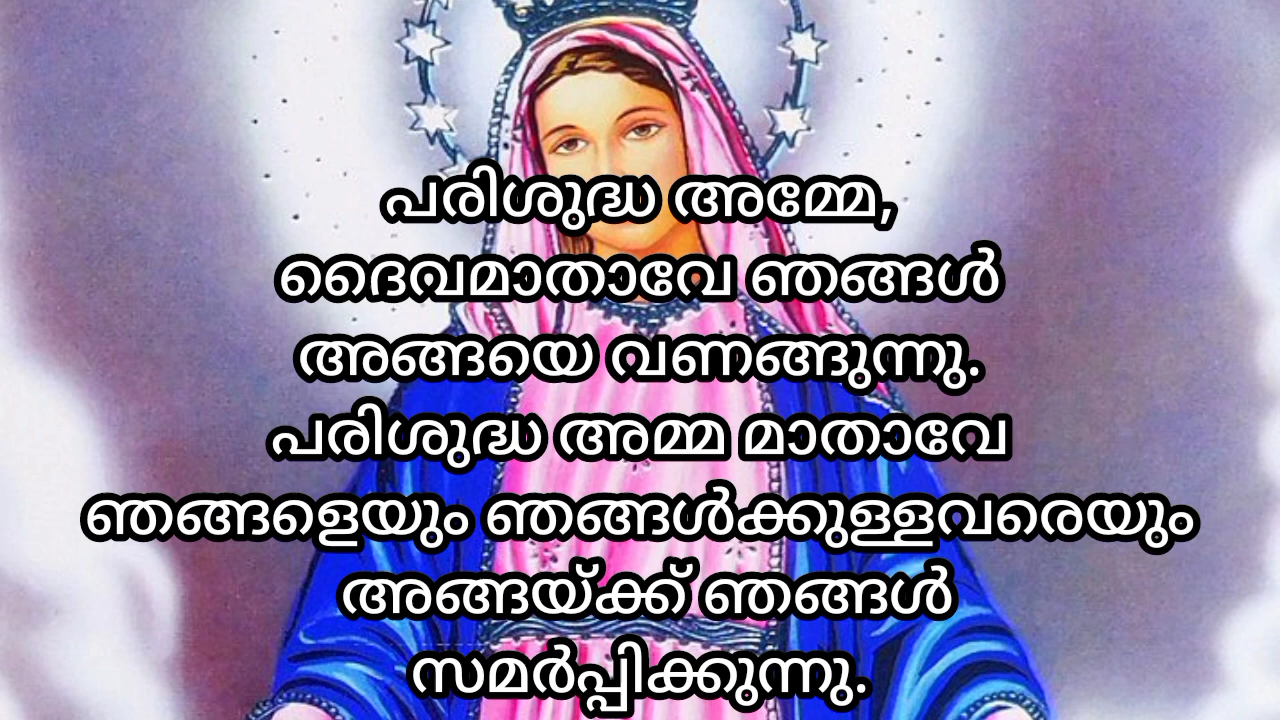 പരിശുദ്ധ അമ്മേ,
ദൈവമാതാവേ ഞങ്ങൾ
അങ്ങയെ വണങ്ങുന്നു.
പരിശുദ്ധ അമ്മ മാതാവേ
ഞങ്ങളെയും ഞങ്ങൾക്കുള്ളവരെയും
അങ്ങയ്ക്ക് ഞങ്ങൾ
സമർപ്പിക്കുന്നു.